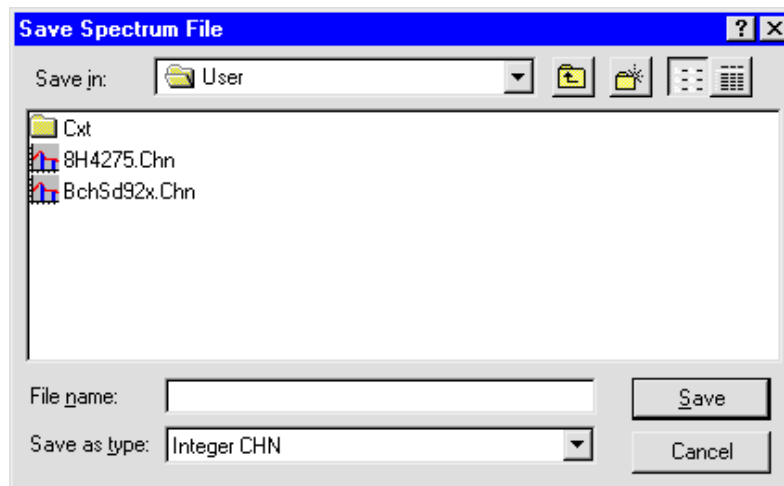 Save Spectrum File
Save in: User
Cxt
8H4275.Chn
BchSd92x.Chn
File name:
Save
Save as type: Integer CHN
Cancel